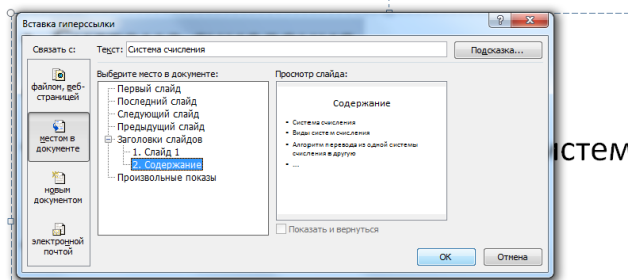 Вставка гиперссылки
Связать с:
Текст: Система счисления
Подсказка...
файлом, веб-
страницей
местом в
документе
новым
документом
электронной
почтой
Выберите место в документе:
Первый слайд
Последний слайд
Следующий слайд
Предыдущий слайд
Заголовки слайдов
1. Слайд 1
2. Содержание
Произвольные показы
Просмотр слайда:
Содержание
• Система счисления
• Виды систем счисления
• Алгоритм перевода из одной системы
счисления в другую
• ...
Показать и вернуться
ОК
Отмена
истем